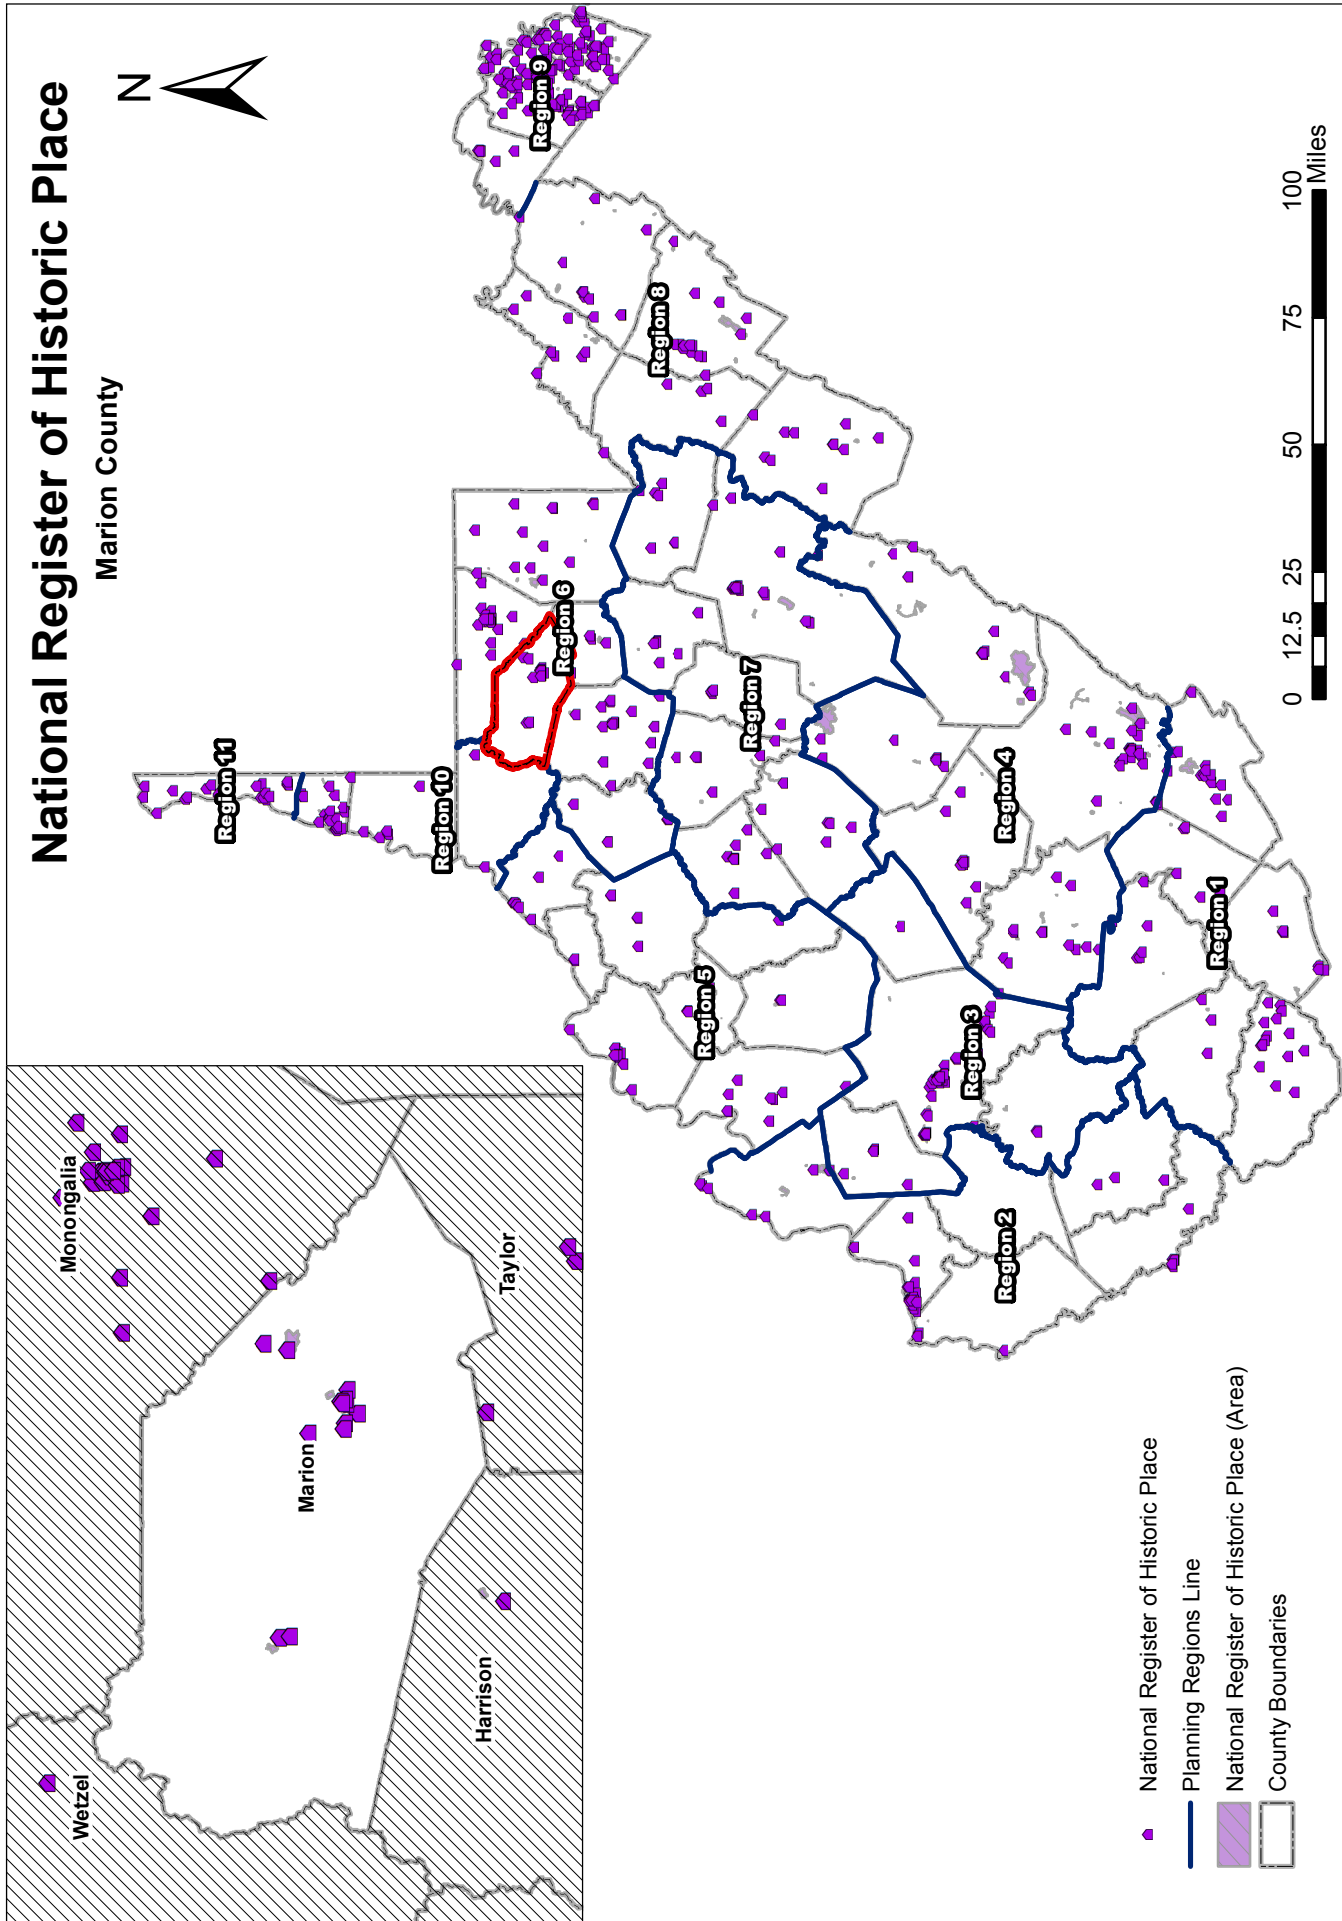 National Register of Historic Place
Marion County
N
Wetzel
Monongalia
Marion
Harrison
Taylor
Region 11
Region 10
Region 6
Region 9
Region 8
Region 5
Region 7
Region 3
Region 4
Region 2
Region 1
National Register of Historic Place
Planning Regions Line
National Register of Historic Place (Area)
County Boundaries
0 12.5 25 50 75 100
Miles